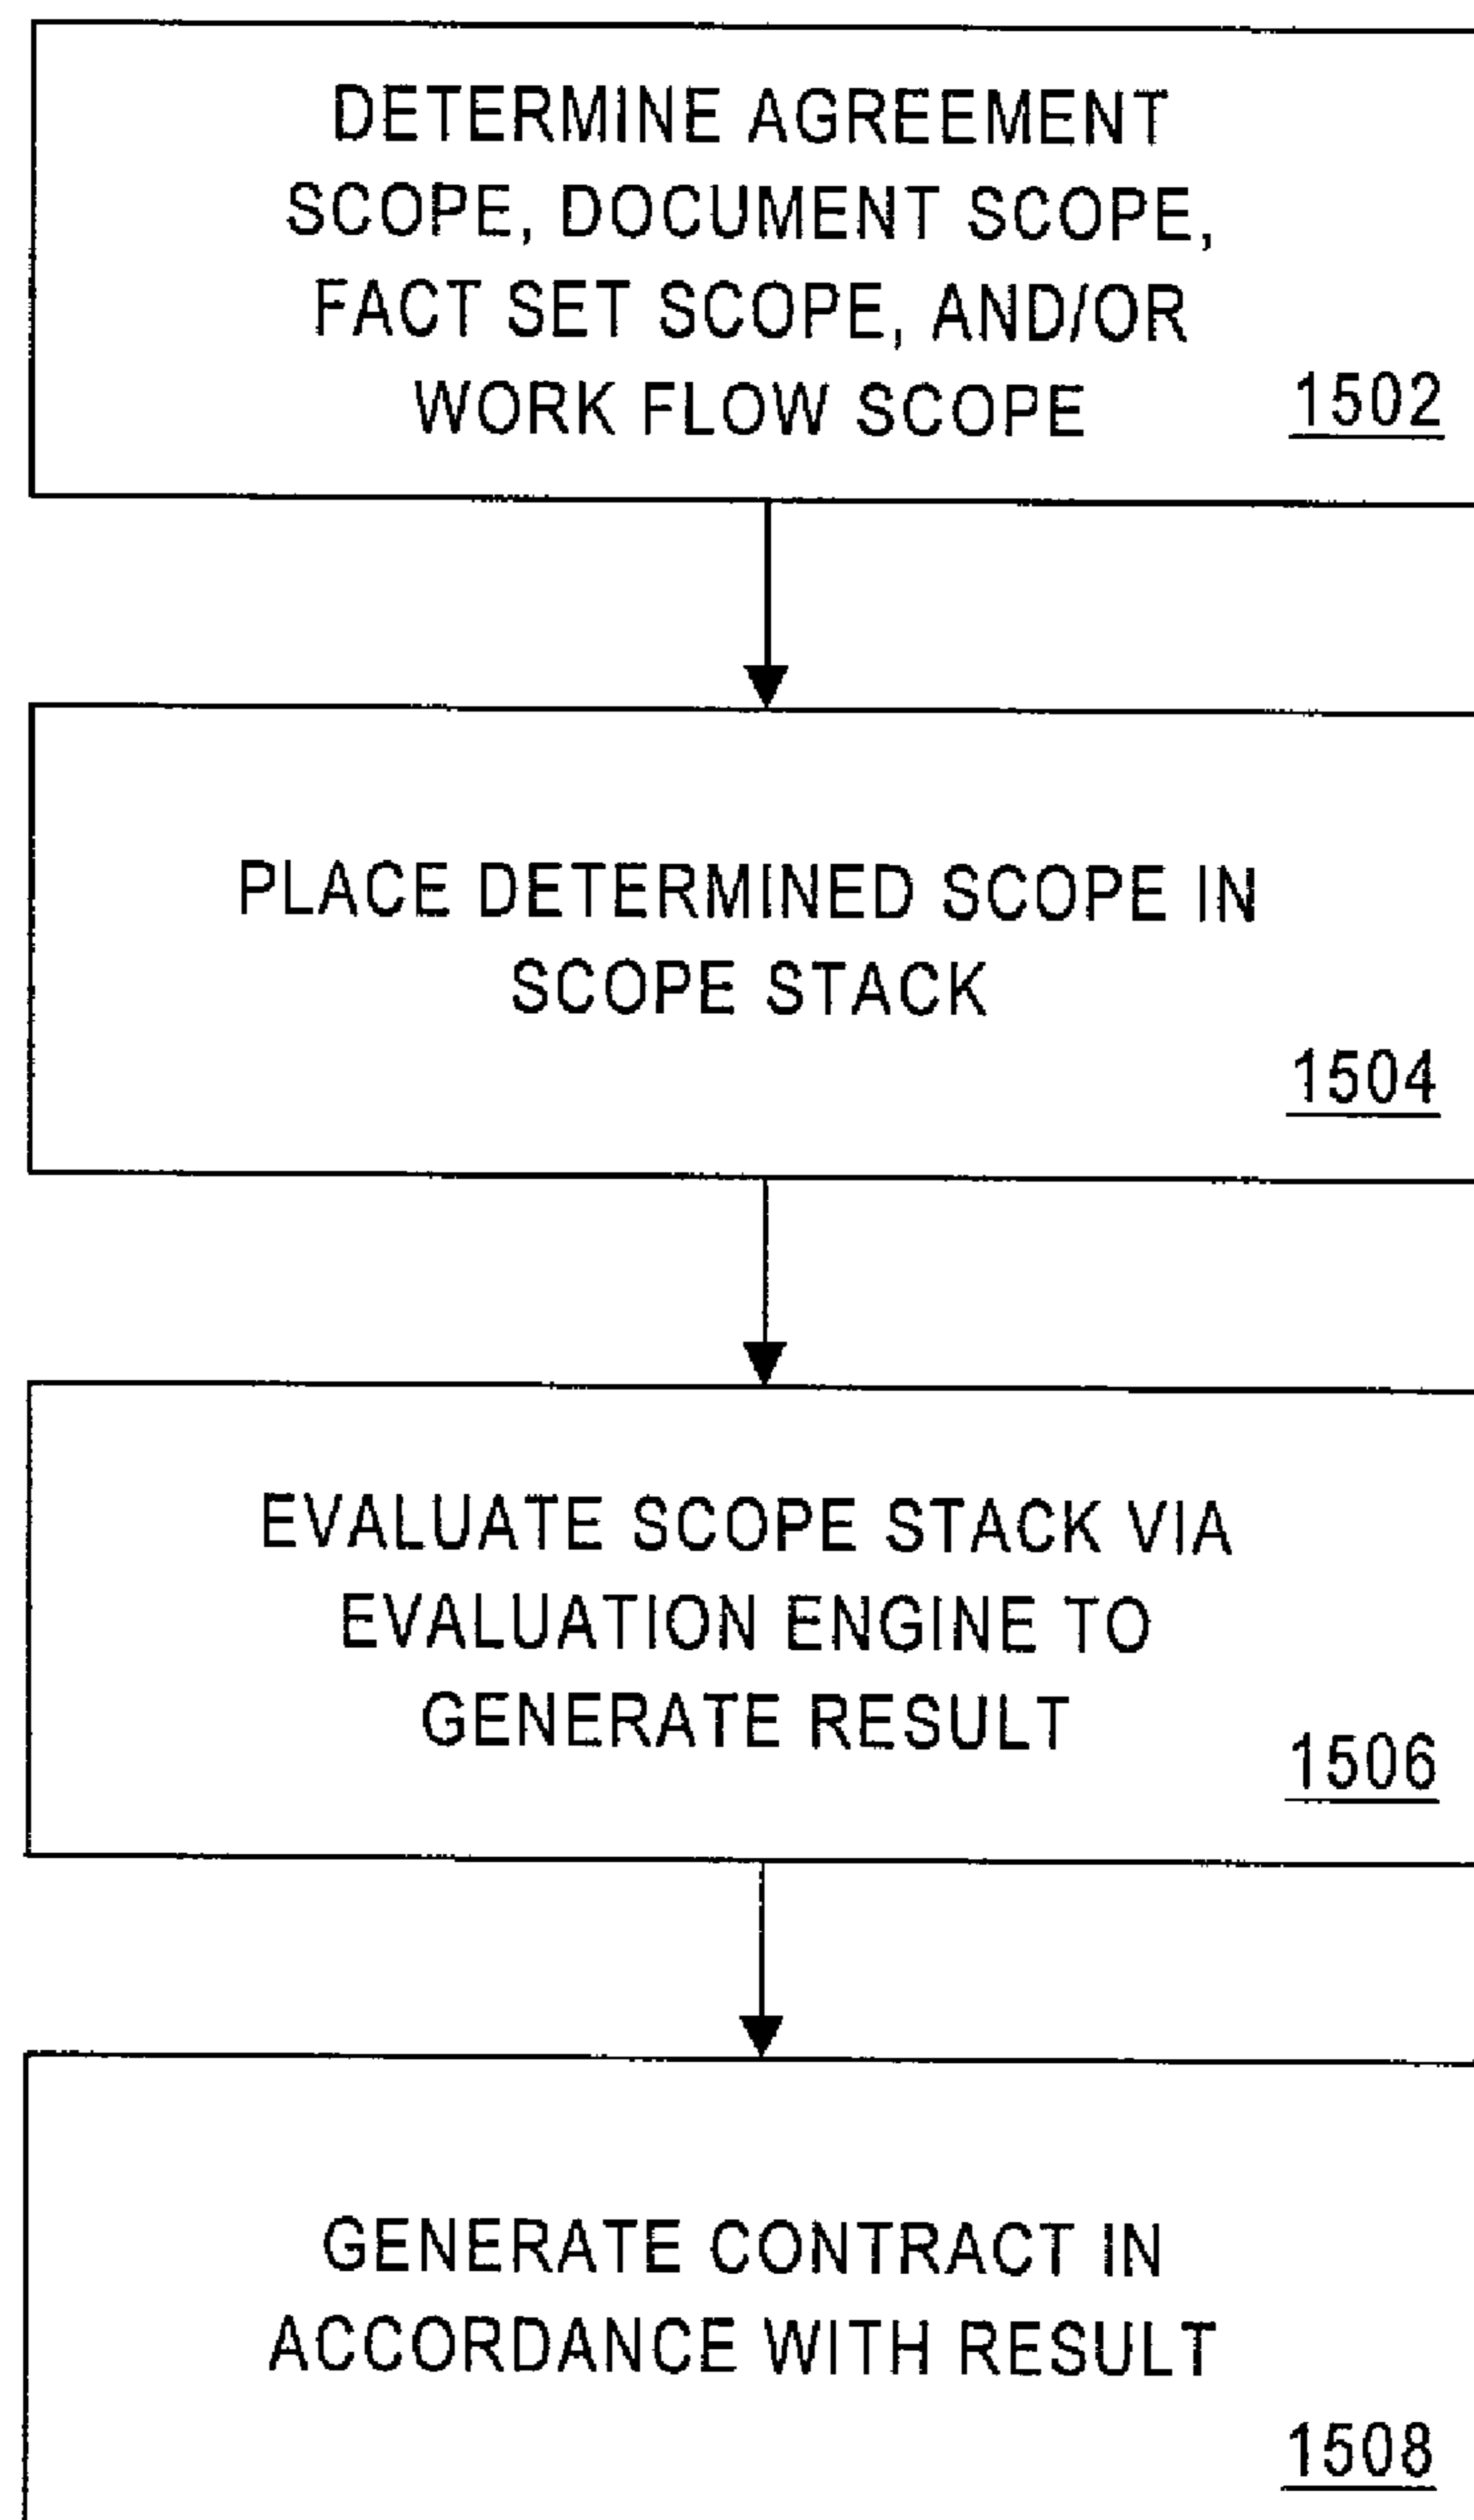 DETERMINE AGREEMENT
SCOPE, DOCUMENT SCOPE,
FACT SET SCOPE, AND/OR
WORK FLOW SCOPE
1502
PLACE DETERMINED SCOPE IN
SCOPE STACK
1504
EVALUATE SCOPE STACK VIA
EVALUATION ENGINE TO
GENERATE RESULT
1506
GENERATE CONTRACT IN
ACCORDANCE WITH RESULT
1508